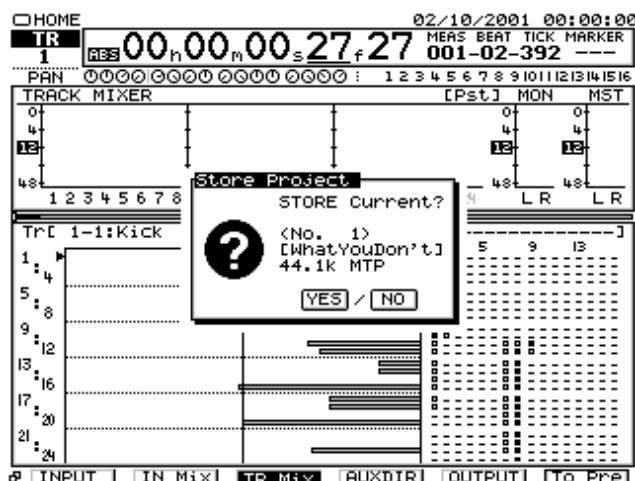 HOME 02/10/2001 00:00:00
TR 1 ABS 00h00m00s27f27 MEAS BEAT TICK MARKER
001-02-392 ---
PAN 1 2 3 4 5 6 7 8 9 10 11 12 13 14 15 16
TRACK MIXER [Pst] MON MST
0 0 0
4 4 4
12 12 12
48 48 48
1 2 3 4 5 6 7 8 L R L R
Store Project
STORE Current?
(No. 1)
[WhatYouDon't]
44.1k MTP
YES / NO
Tr[ 1-1:Kick ]
5 9 13
1:4
5:8
9:12
13:16
17:20
21:24
INPUT IN Mix TR Mix AUXDIR OUTPUT To Pre